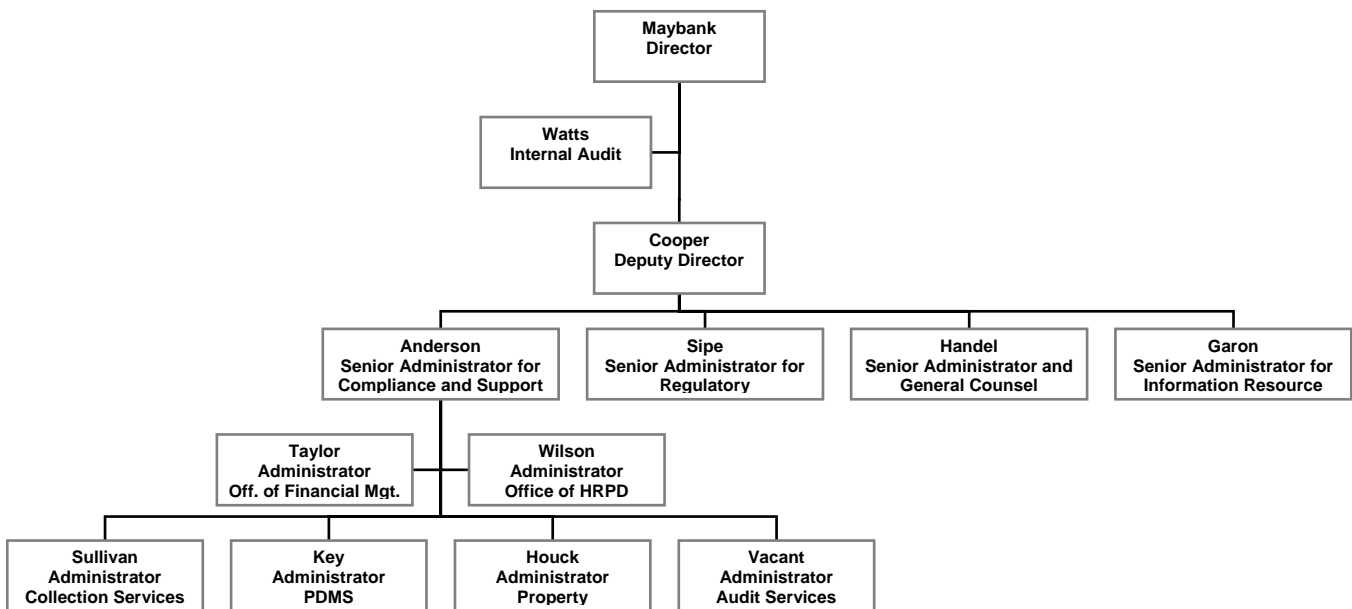 Maybank
Director
Watts
Internal Audit
Cooper
Deputy Director
Anderson
Senior Administrator for
Compliance and Support
Sipe
Senior Administrator for
Regulatory
Handel
Senior Administrator and
General Counsel
Garon
Senior Administrator for
Information Resource
Taylor
Administrator
Off. of Financial Mgt.
Wilson
Administrator
Office of HRPD
Sullivan
Administrator
Collection Services
Key
Administrator
PDMS
Houck
Administrator
Property
Vacant
Administrator
Audit Services